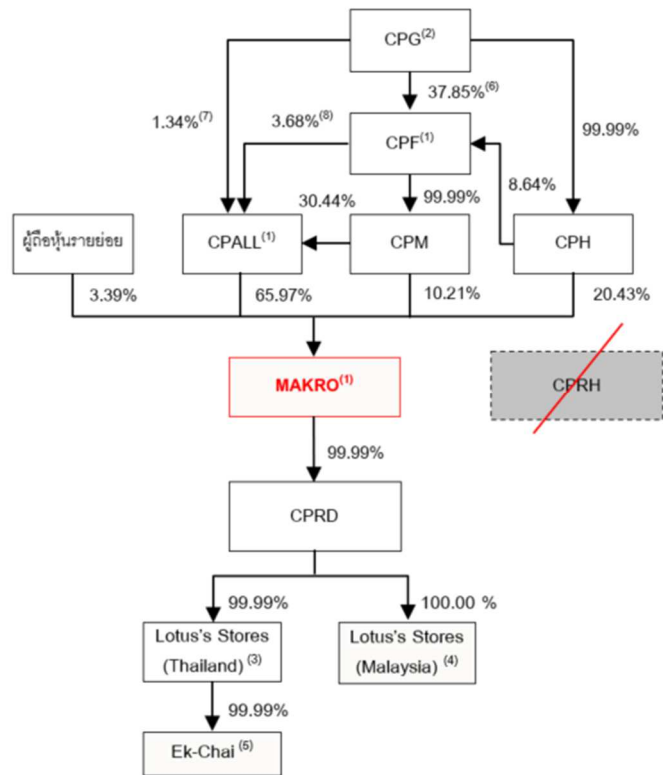 CPG(2)
37.85%(6)
1.34%(7)
3.68%(8)
CPF(1)
99.99%
8.64%
30.44%
99.99%
ผู้ถือหุ้นรายย่อย
CPALL(1)
CPM
CPH
3.39%
65.97%
10.21%
20.43%
MAKRO(1)
CPRH
99.99%
CPRD
99.99%
100.00 %
Lotus's Stores
(Thailand) (3)
Lotus's Stores
(Malaysia) (4)
99.99%
Ek-Chai (5)